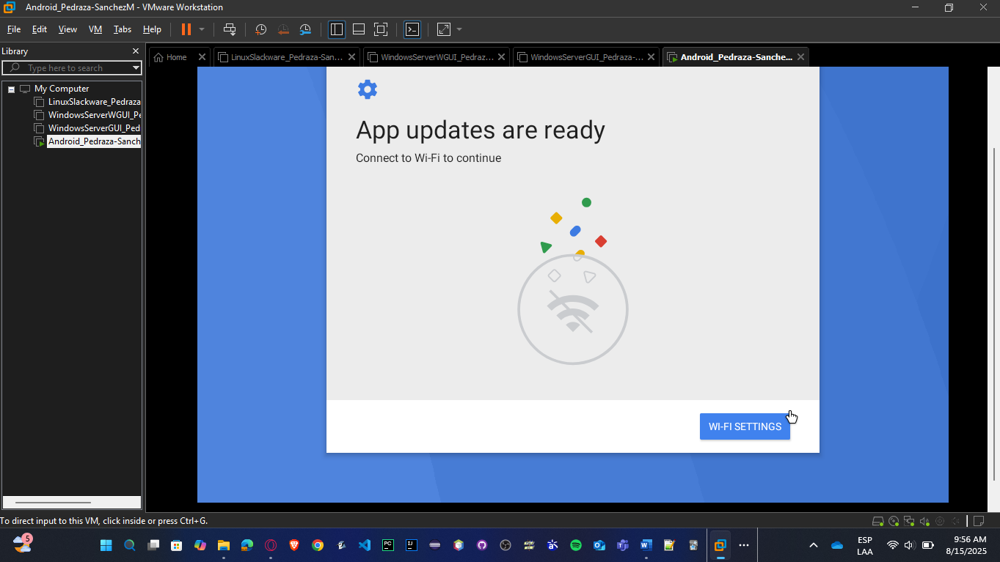 Android_Pedraza-SanchezM - VMware Workstation
File Edit View VM Tabs Help
Library
Type here to search
My Computer
LinuxSlackware_Pedraza
WindowsServerWGUI_Pe
WindowsServerGUI_Ped
Android_Pedraza-Sanch
Home
LinuxSlackware_Pedraza-San...
WindowsServerWGUI_Pedraz...
WindowsServerGUI_Pedraza-...
Android_Pedraza-Sanche...
App updates are ready
Connect to Wi-Fi to continue
WI-FI SETTINGS
To direct input to this VM, click inside or press Ctrl+G.
5
PC
IJ
ESP
LAA
9:56 AM
8/15/2025